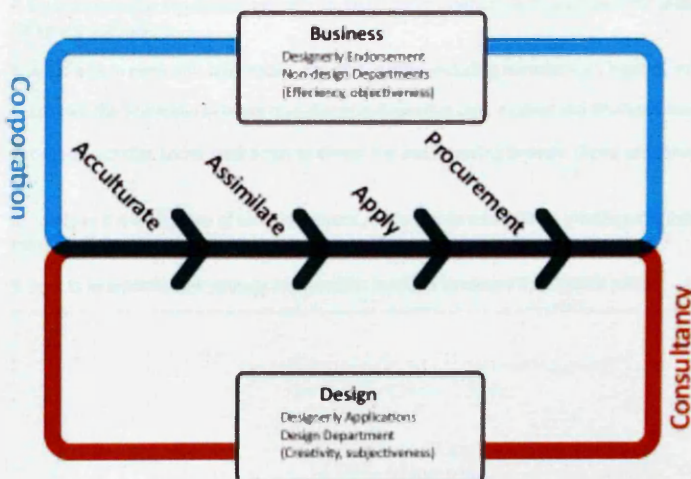 Business
Designerly Endorsement
Non-design Departments
(Effeciency, objectiveness)
Corporation
Acculturate
Assimilate
Apply
Procurement
Consultancy
Design
Designerly Applications
Design Department
(Creativity, subjectiveness)